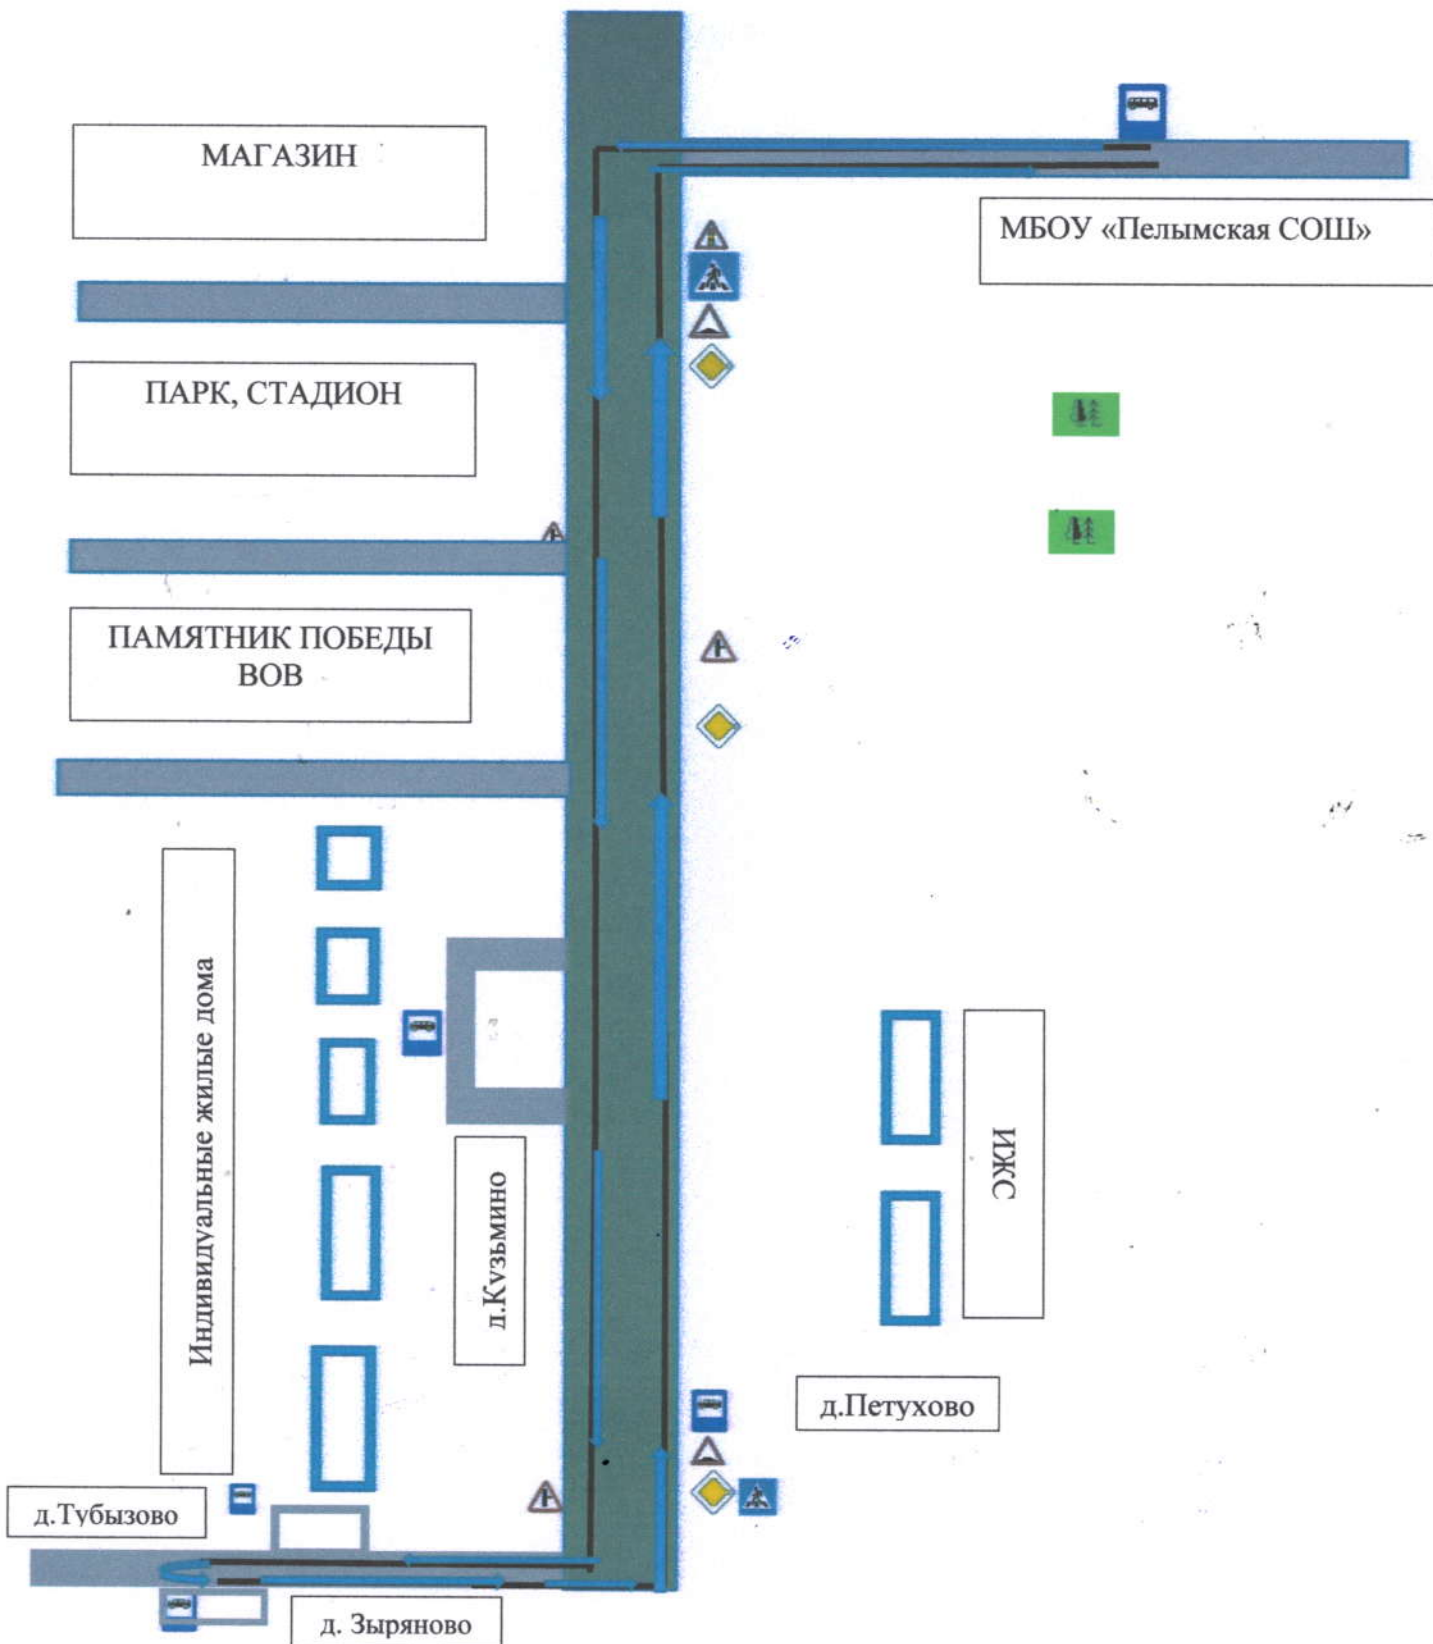 МАГАЗИН
МБОУ «Пелымская СОШ»
ПАРК, СТАДИОН
ПАМЯТНИК ПОБЕДЫ
ВОВ
Индивидуальные жилые дома
д.Кузьмино
ИЖС
д.Петухово
д.Тубызово
д. Зыряново